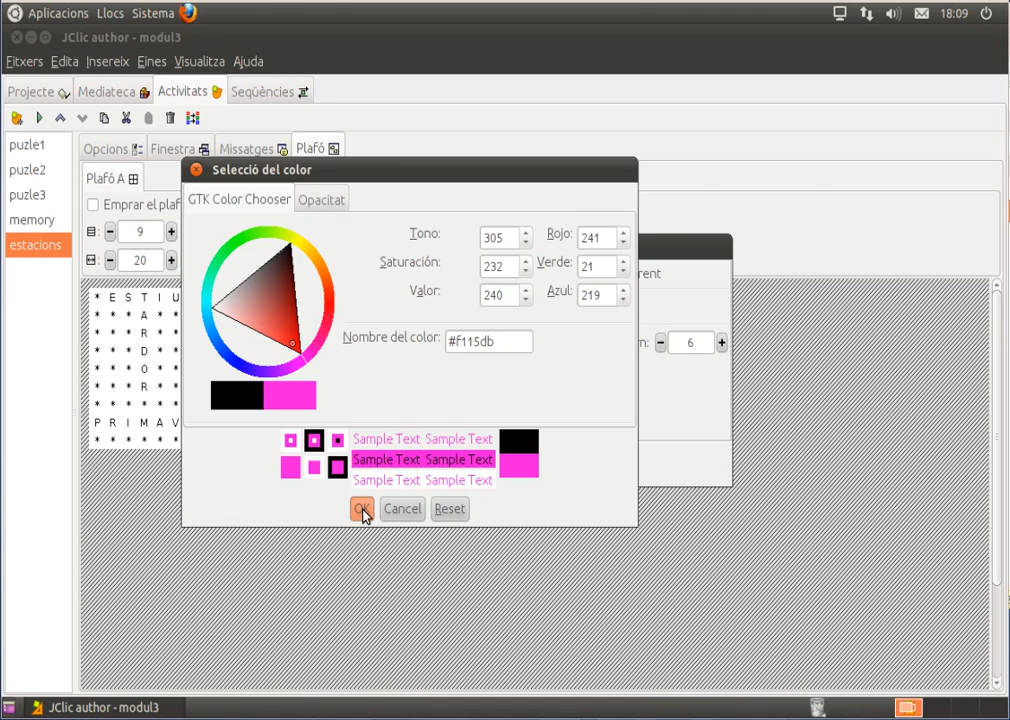 Aplicacions Llocs Sistema 18:09
JClic author - modul3
Fitxers Edita Insereix Eines Visualitza Ajuda
Projecte Mediateca Activitats Seqüències
puzle1
puzle2
puzle3
memory
estacions
Opcions Finestra Missatges Plafó
Plafó A
Emprar el plaf
9
20
* E S T I U
* * * A * *
* * * R * *
* * * D * *
* * * O * *
* * * R * *
* * * * * *
P R I M A V
* * * * * *
Selecció del color
GTK Color Chooser Opacitat
Tono: 305 Rojo: 241
Saturación: 232 Verde: 21
Valor: 240 Azul: 219
Nombre del color: #f115db
Sample Text Sample Text
Sample Text Sample Text
Sample Text Sample Text
OK Cancel Reset
rent
n: 6
JClic author - modul3